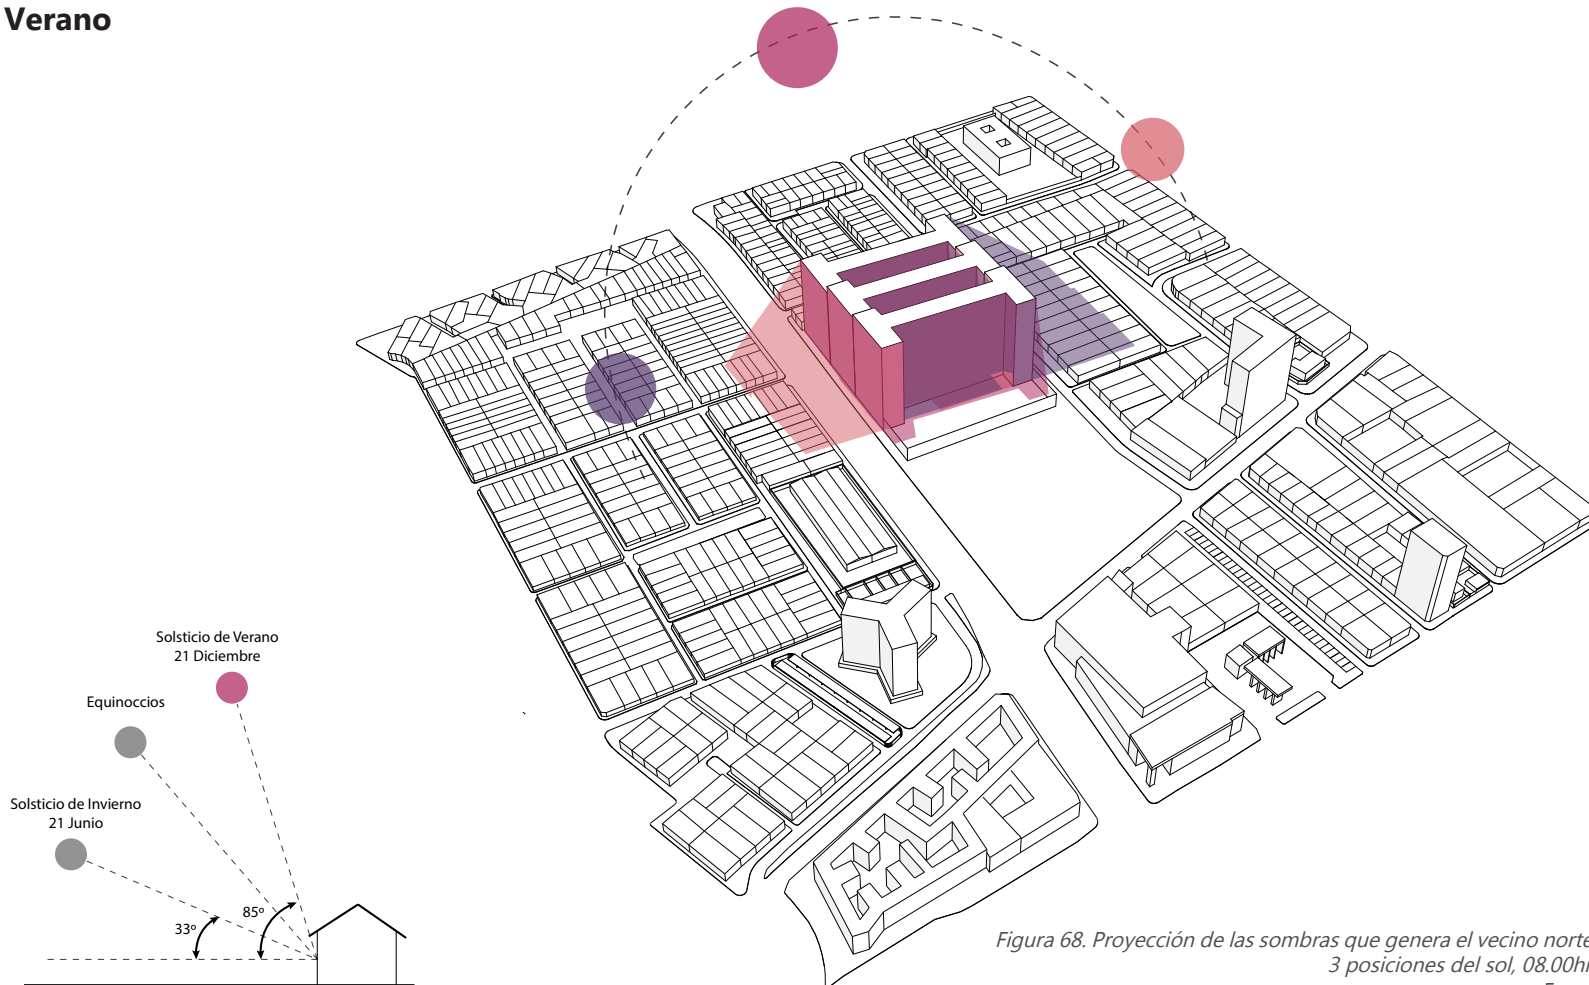 Verano
Solsticio de Verano
21 Diciembre
Equinoccios
Solsticio de Invierno
21 Junio
85º
33º
Figura 68. Proyección de las sombras que genera el vecino norte
3 posiciones del sol, 08.00h